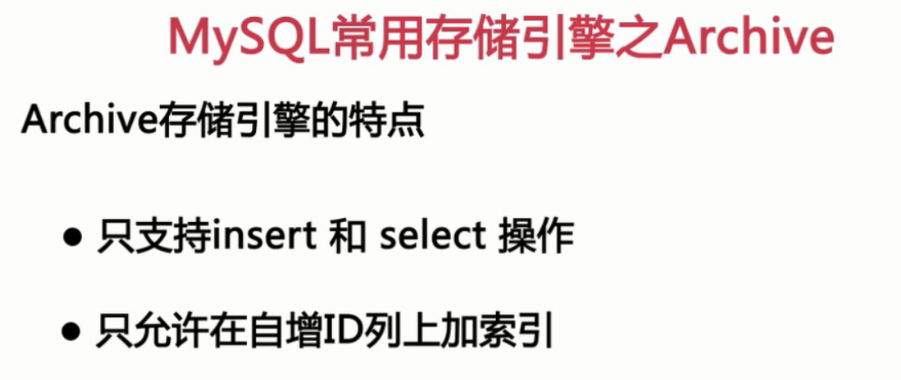 MySQL常用存储引擎之Archive
Archive存储引擎的特点
● 只支持insert 和 select 操作
● 只允许在自增ID列上加索引